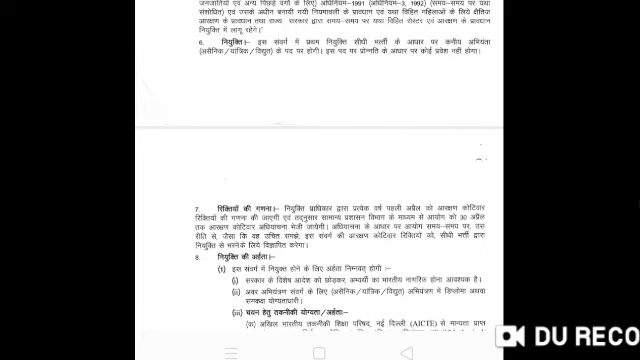 जनजातियों एवं अन्य पिछड़े वर्गों के लिए) अधिनियम-1991 (अधिनियम-3, 1992) (समय-समय पर यथा
संशोधित) एवं उसके अधीन बनायी गयी नियमावली के प्रावधान एवं यथा विहित महिलाओं के लिये क्षैतिज
आरक्षण के प्रावधान तथा राज्य सरकार द्वारा समय-समय पर यथा विहित रोस्टर एवं आरक्षण के प्रावधान
नियुक्ति में लागू रहेंगे।"
6. नियुक्ति:- इस संवर्ग में प्रथम नियुक्ति सीधी भर्ती के आधार पर कनीय अभियंता
(असैनिक/यांत्रिक/विद्युत) के पद पर होगी। इस पद पर प्रोन्नति के आधार पर कोई प्रवेश नहीं होगा।
7. रिक्तियों की गणना:- नियुक्ति प्राधिकार द्वारा प्रत्येक वर्ष पहली अप्रैल को आरक्षण कोटिवार
रिक्तियों की गणना की जाएगी एवं तद्नुसार सामान्य प्रशासन विभाग के माध्यम से आयोग को 30 अप्रैल
तक आरक्षण कोटिवार अधियाचना भेजी जायेगी। अधियाचना के आधार पर आयोग समय-समय पर, उस
रीति से, जैसा कि वह उचित समझे, इस संवर्ग की आरक्षण कोटिवार रिक्तियों को, सीधी भर्ती द्वारा
नियुक्ति से भरने के लिये विज्ञापित करेगा।
8. नियुक्ति की अर्हता:-
(1) इस संवर्ग में नियुक्त होने के लिए अर्हता निम्नवत् होगी :-
(i) सरकार के विशेष आदेश को छोड़कर, अभ्यर्थी का भारतीय नागरिक होना आवश्यक है।
(ii) अवर अभियंत्रण संवर्ग के लिए (असैनिक/यांत्रिक/विद्युत) अभियंत्रण में डिप्लोमा अथवा
समकक्ष योग्यताधारी।
(iii) चयन हेतु तकनीकी योग्यता/अर्हता:-
(क) अखिल भारतीय तकनीकी शिक्षा परिषद, नई दिल्ली (AICTE) से मान्यता प्राप्त
DU RECO